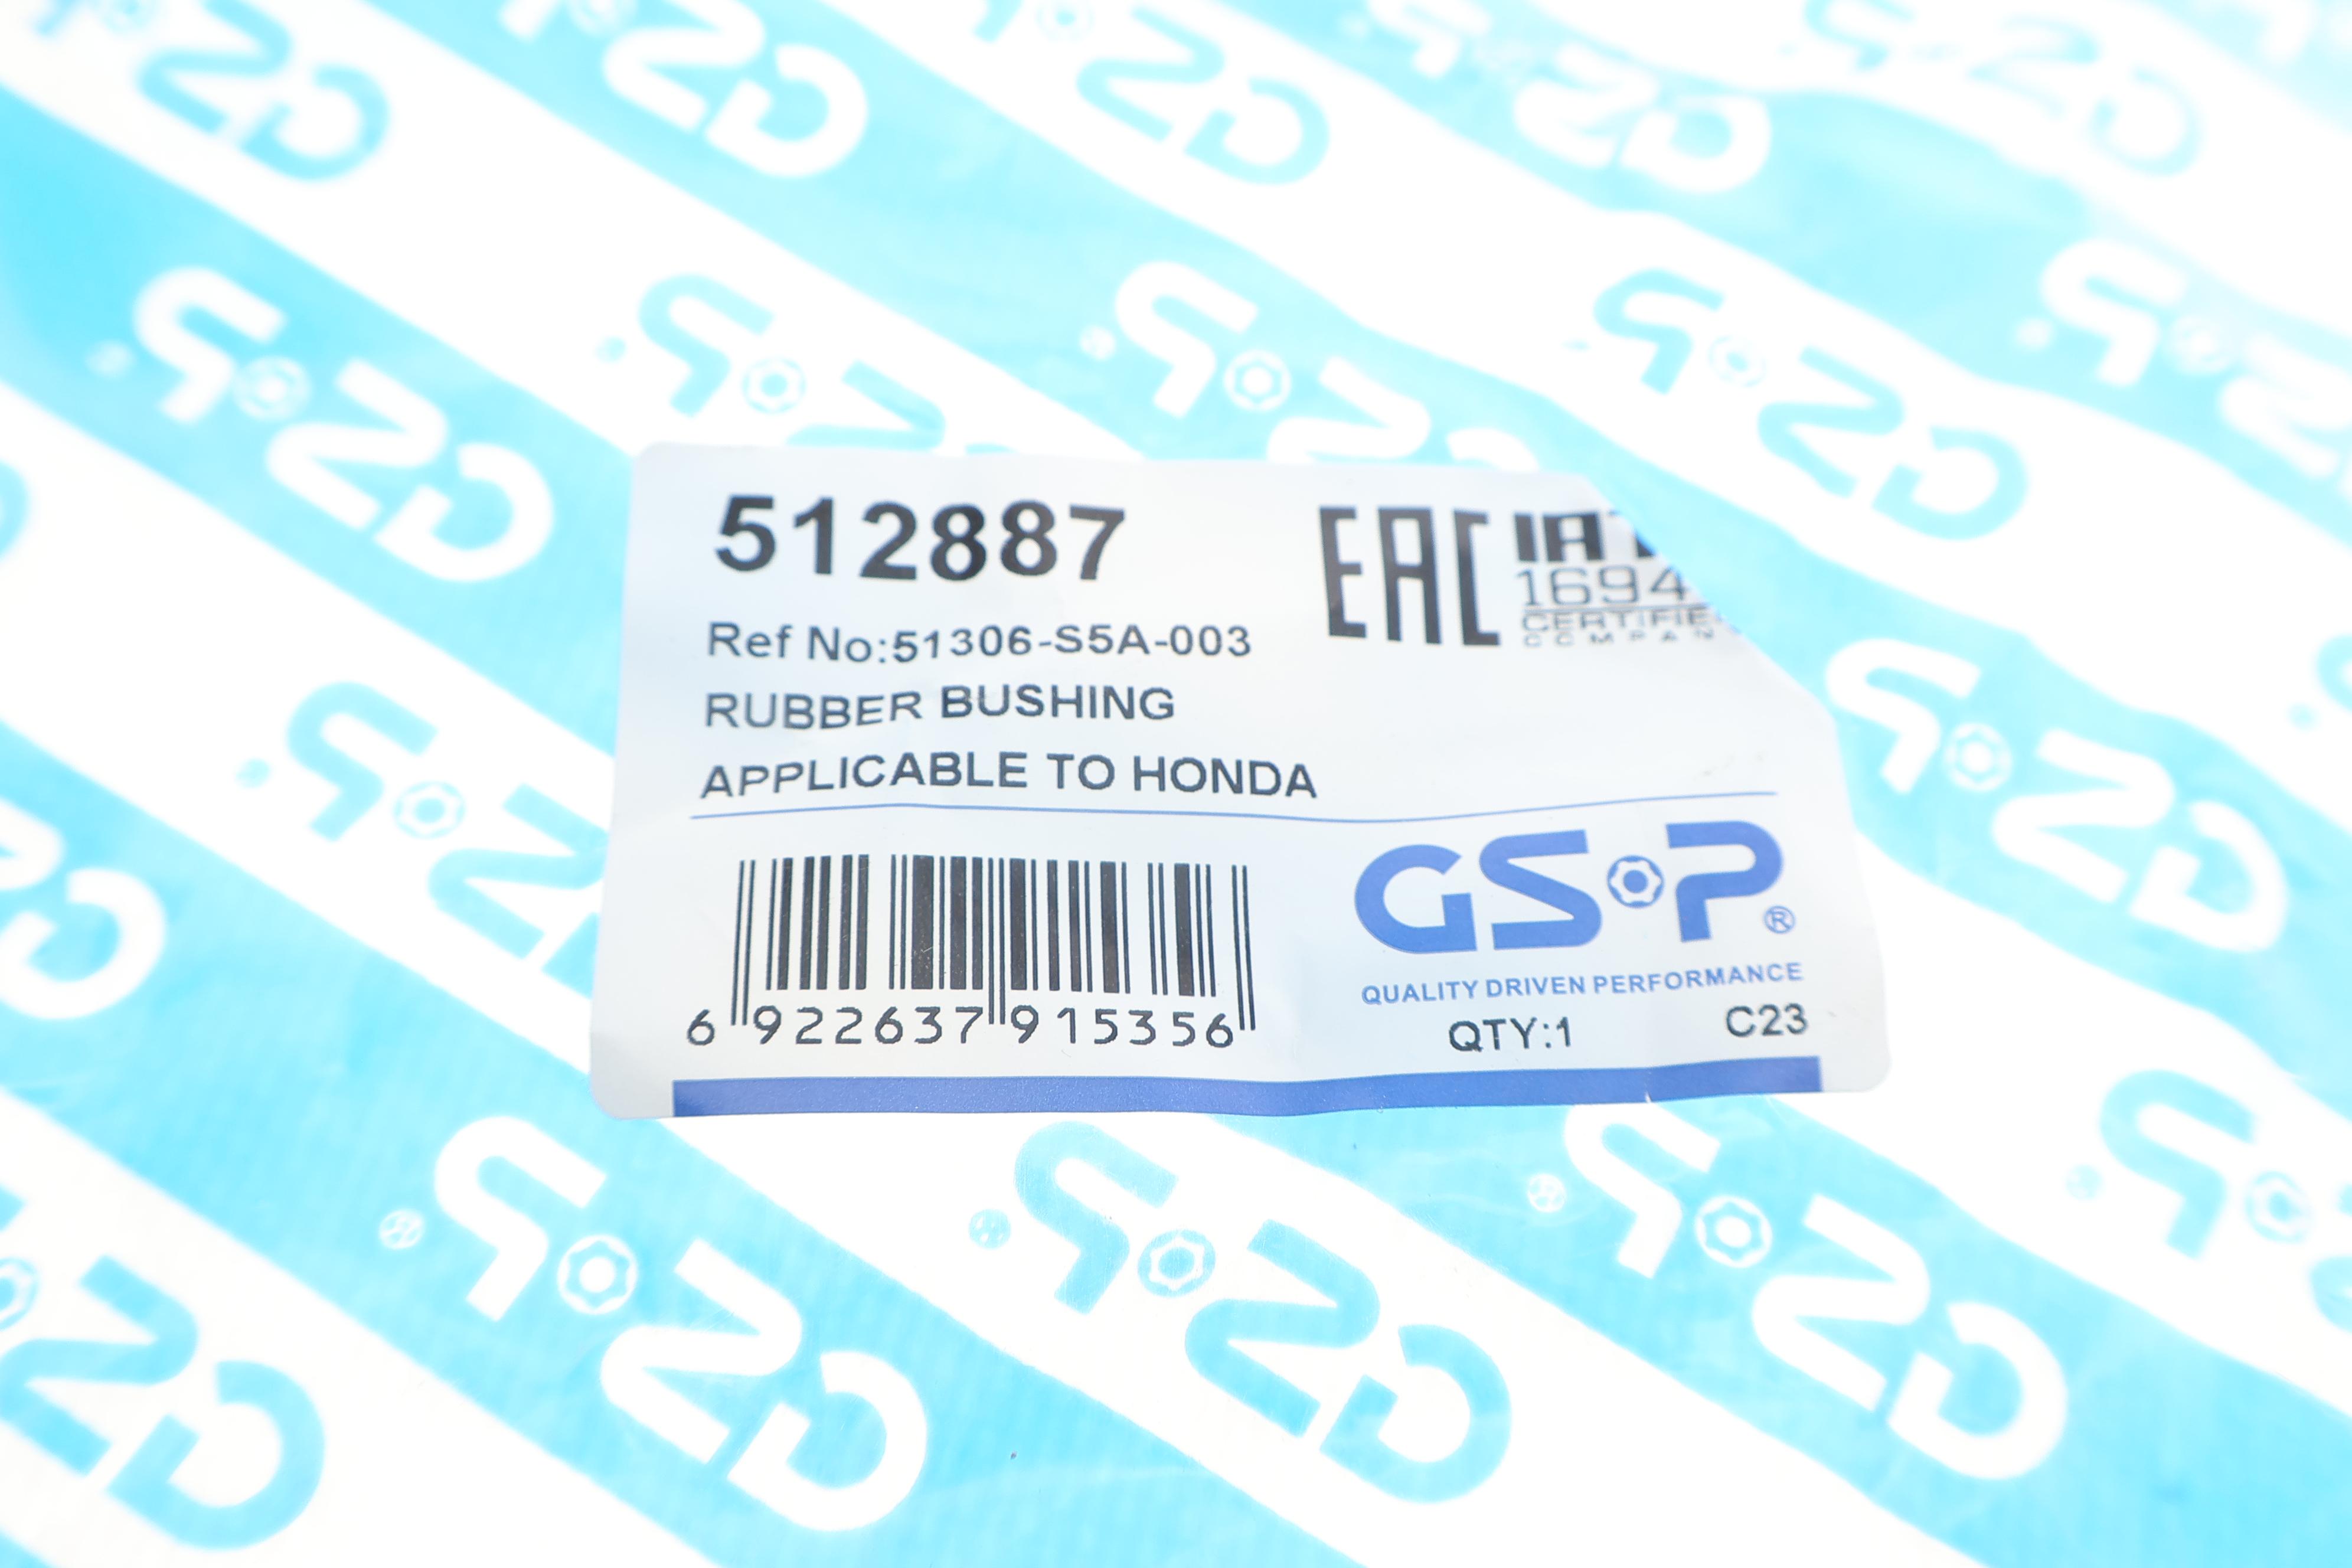 512887
EAC
1694
Ref No:51306-S5A-003
RUBBER BUSHING
APPLICABLE TO HONDA
GSP®
QUALITY DRIVEN PERFORMANCE
6 922637 915356
QTY:1
C23